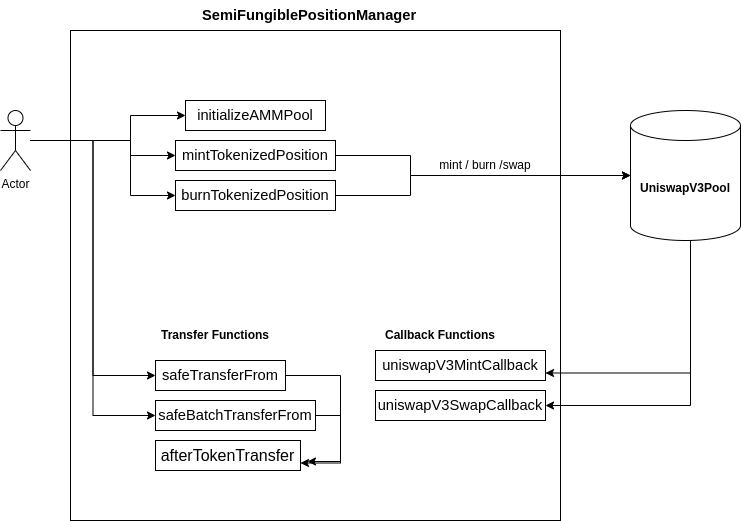 SemiFungiblePositionManager
initializeAMMPool
Actor
mintTokenizedPosition
mint / burn /swap
burnTokenizedPosition
UniswapV3Pool
Transfer Functions
safeTransferFrom
safeBatchTransferFrom
afterTokenTransfer
Callback Functions
uniswapV3MintCallback
uniswapV3SwapCallback